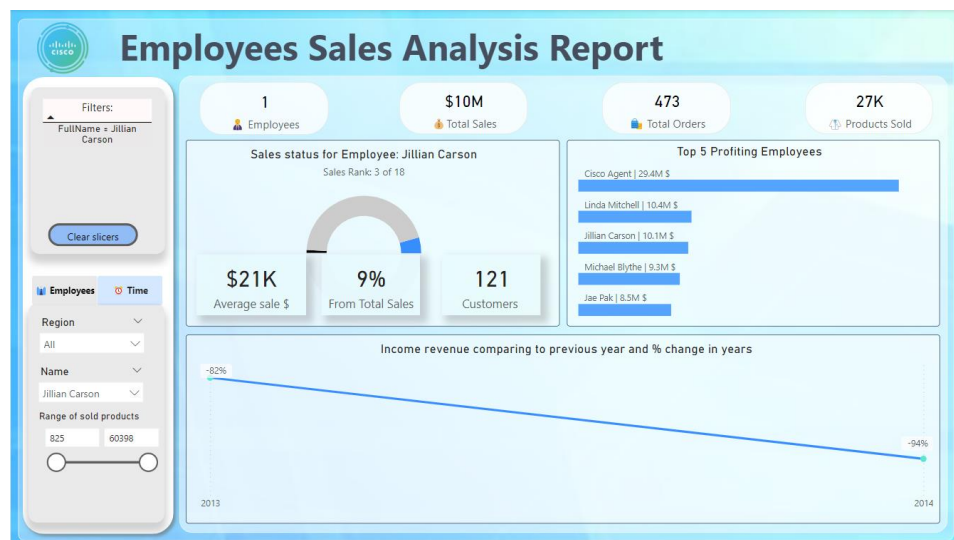 CISCO
Employees Sales Analysis Report
Filters:
FullName = Jillian
Carson
Clear slicers
Employees
Time
Region
All
Name
Jillian Carson
Range of sold products
825
60398
1
Employees
$10M
Total Sales
473
Total Orders
27K
Products Sold
Sales status for Employee: Jillian Carson
Sales Rank: 3 of 18
$21K
Average sale $
9%
From Total Sales
121
Customers
Top 5 Profiting Employees
Cisco Agent | 29.4M $
Linda Mitchell | 10.4M $
Jillian Carson | 10.1M $
Michael Blythe | 9.3M $
Jae Pak | 8.5M $
Income revenue comparing to previous year and % change in years
-82%
-94%
2013
2014